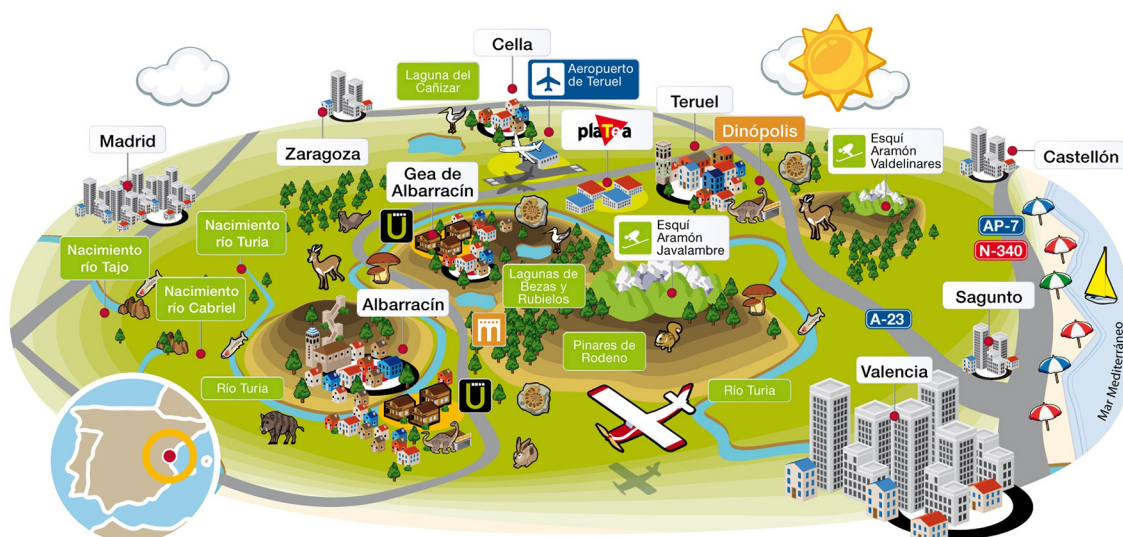 Cella
Laguna del
Cañizar
Aeropuerto
de Teruel
Teruel
plaTea
Dinópolis
Esquí
Aramón
Valdelinares
Madrid
Zaragoza
Castellón
Gea de
Albarracín
AP-7
N-340
Nacimiento
río Turia
Nacimiento
río Tajo
Esquí
Aramón
Javalambre
Nacimiento
río Cabriel
Lagunas de
Bezas y
Rubielos
Albarracín
Sagunto
A-23
Pinares de
Rodeno
Mar Mediterráneo
Valencia
Río Turia
Río Turia